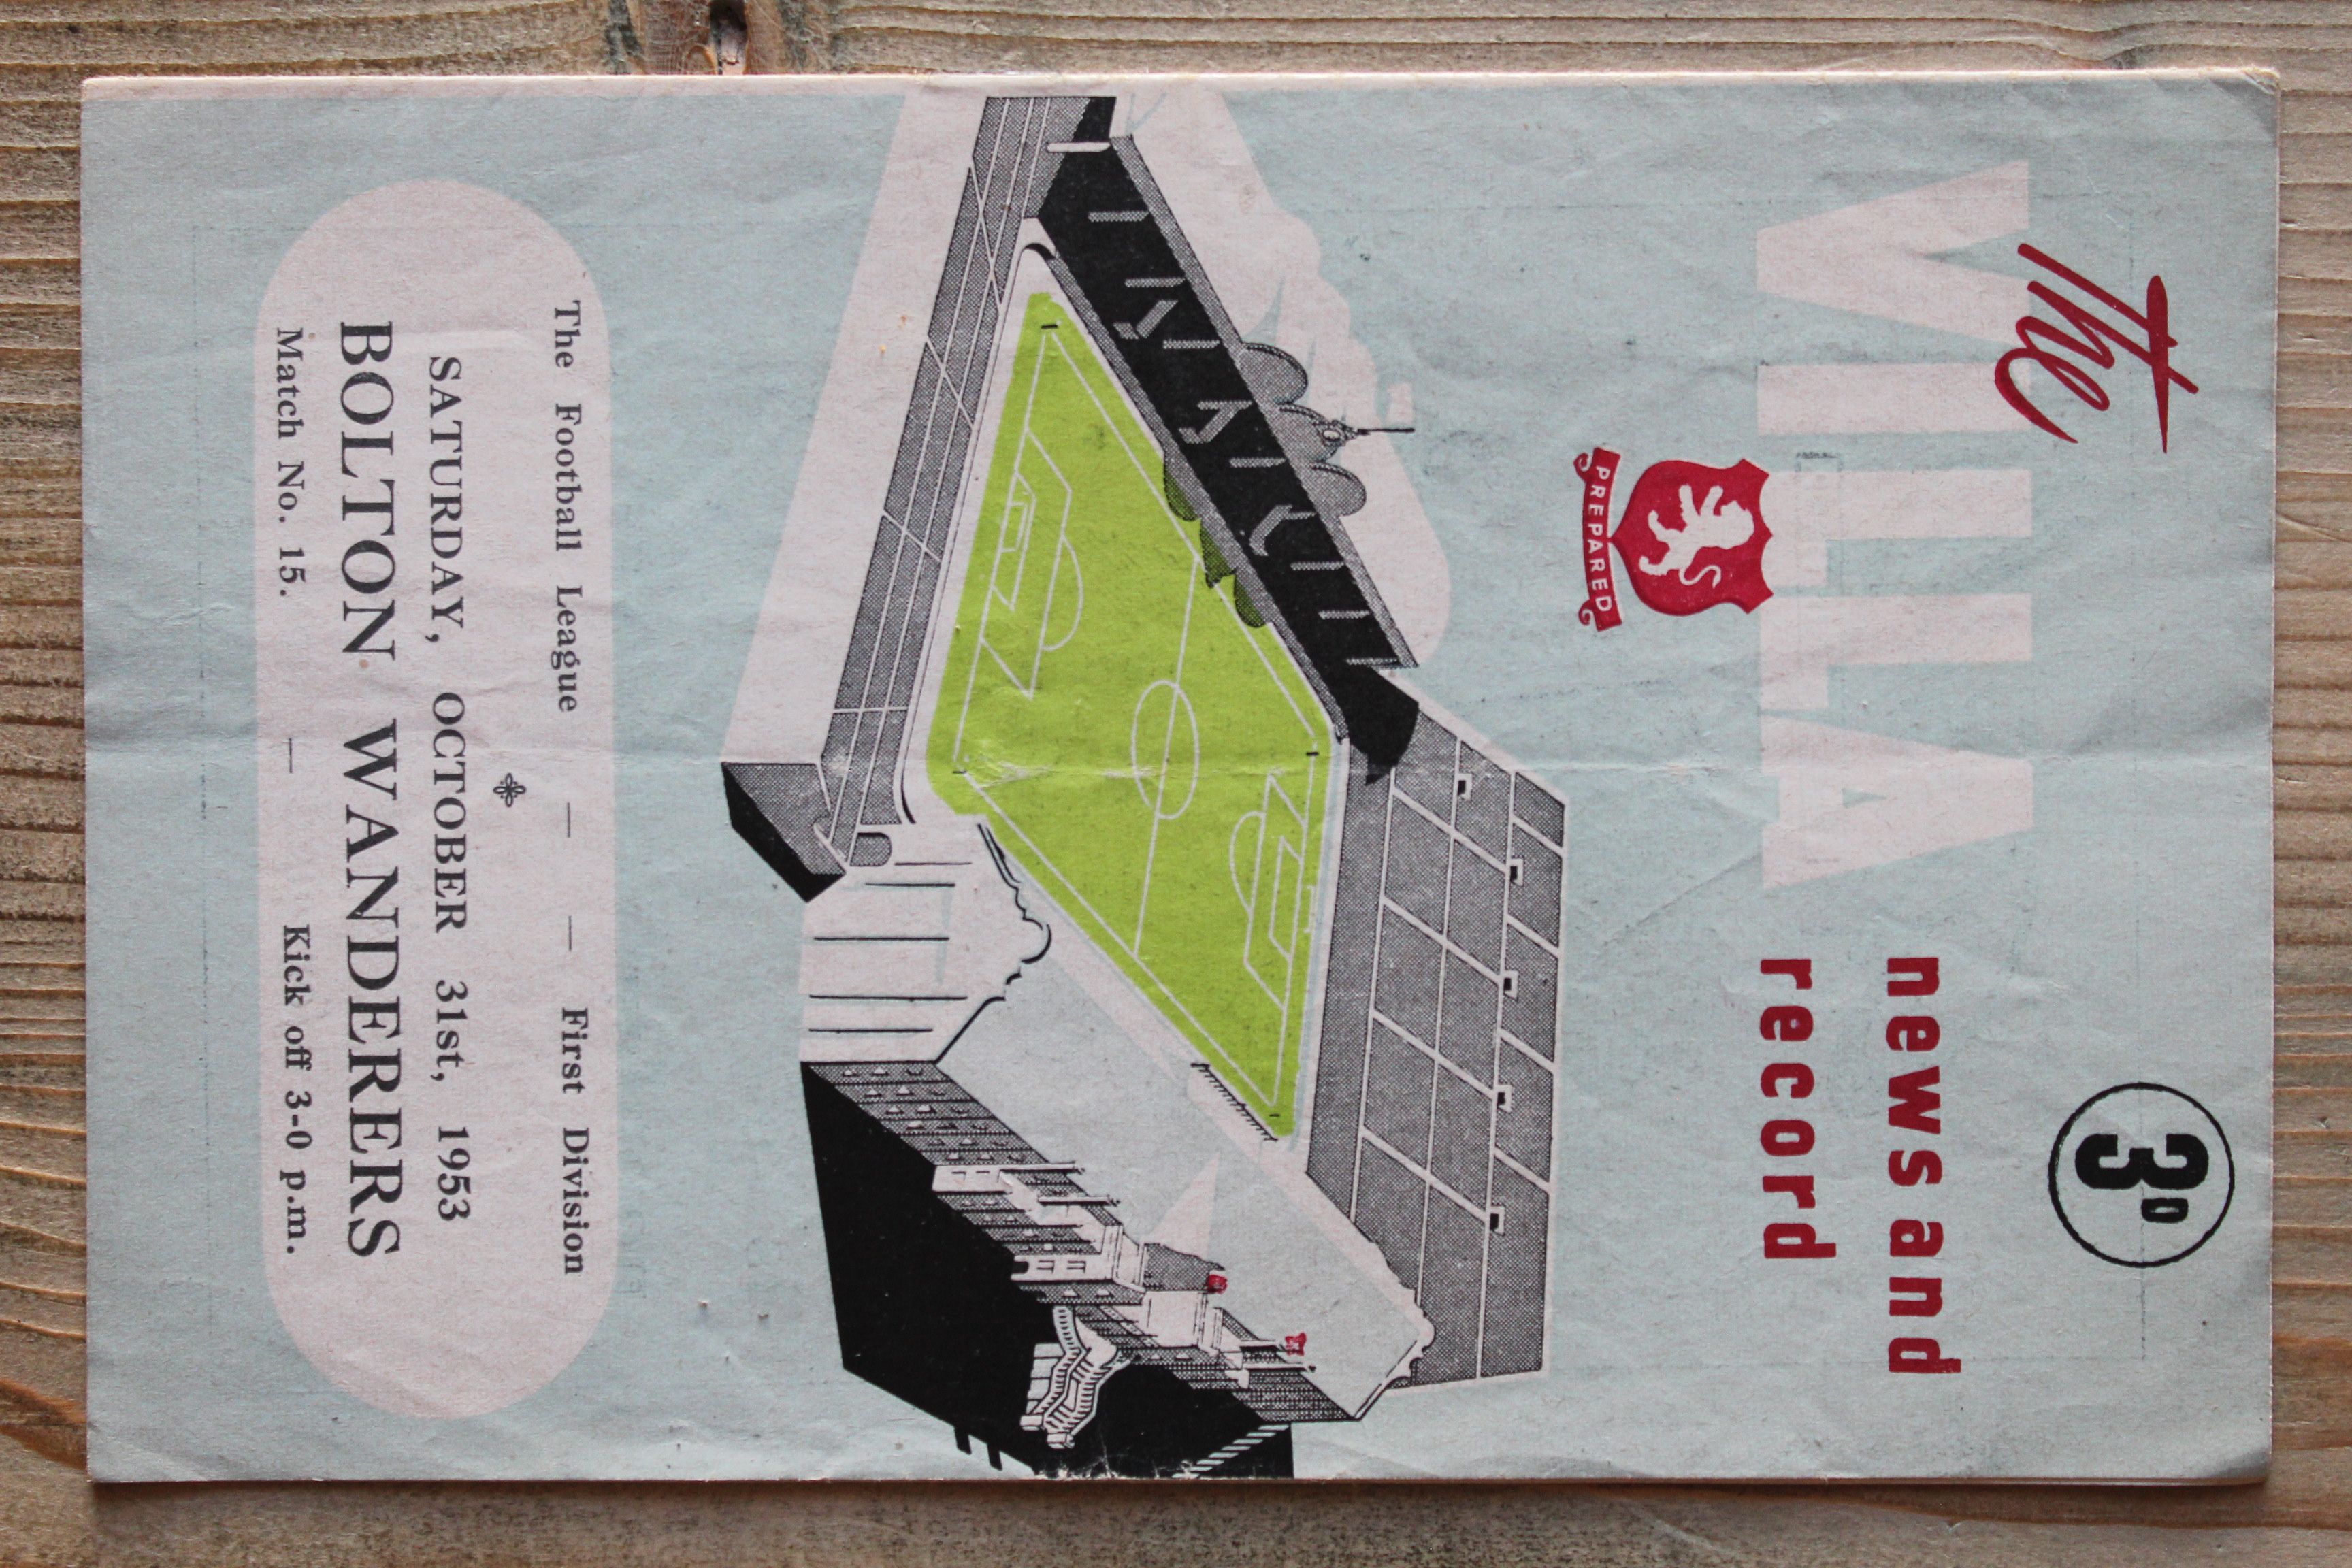 The
3D
VILLA
news and
record
PREPARED
The Football League — — First Division
SATURDAY, OCTOBER 31st, 1953
BOLTON WANDERERS
Match No. 15. — Kick off 3-0 p.m.